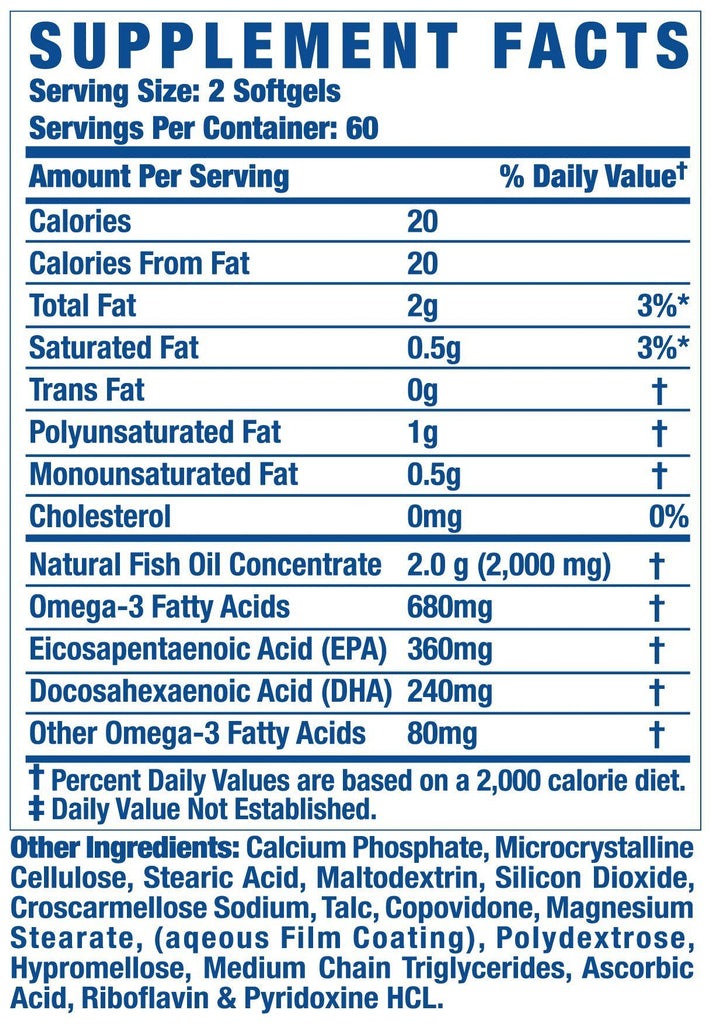 SUPPLEMENT FACTS
Serving Size: 2 Softgels
Servings Per Container: 60
Amount Per Serving % Daily Value†
Calories 20
Calories From Fat 20
Total Fat 2g 3%*
Saturated Fat 0.5g 3%*
Trans Fat 0g †
Polyunsaturated Fat 1g †
Monounsaturated Fat 0.5g †
Cholesterol 0mg 0%
Natural Fish Oil Concentrate 2.0 g (2,000 mg) †
Omega-3 Fatty Acids 680mg †
Eicosapentaenoic Acid (EPA) 360mg †
Docosahexaenoic Acid (DHA) 240mg †
Other Omega-3 Fatty Acids 80mg †
† Percent Daily Values are based on a 2,000 calorie diet.
‡ Daily Value Not Established.
Other Ingredients: Calcium Phosphate, Microcrystalline
Cellulose, Stearic Acid, Maltodextrin, Silicon Dioxide,
Croscarmellose Sodium, Talc, Copovidone, Magnesium
Stearate, (aqeous Film Coating), Polydextrose,
Hypromellose, Medium Chain Triglycerides, Ascorbic
Acid, Riboflavin & Pyridoxine HCL.